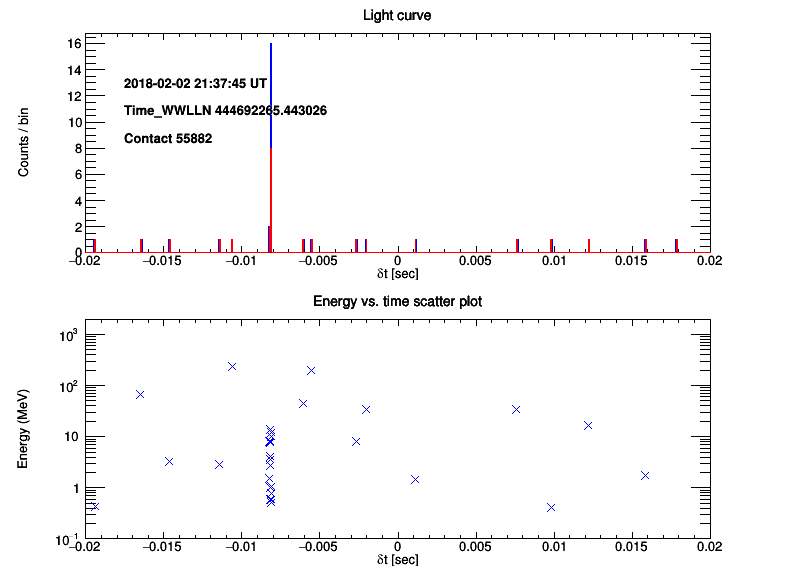 Light curve
Counts / bin
16
14
12
10
8
6
4
2
0
2018-02-02 21:37:45 UT
Time_WWLLN 444692265.443026
Contact 55882
−0.02 −0.015 −0.01 −0.005 0 0.005 0.01 0.015 0.02
δt [sec]
Energy vs. time scatter plot
Energy (MeV)
10³
10²
10
1
10⁻¹
−0.02 −0.015 −0.01 −0.005 0 0.005 0.01 0.015 0.02
δt [sec]